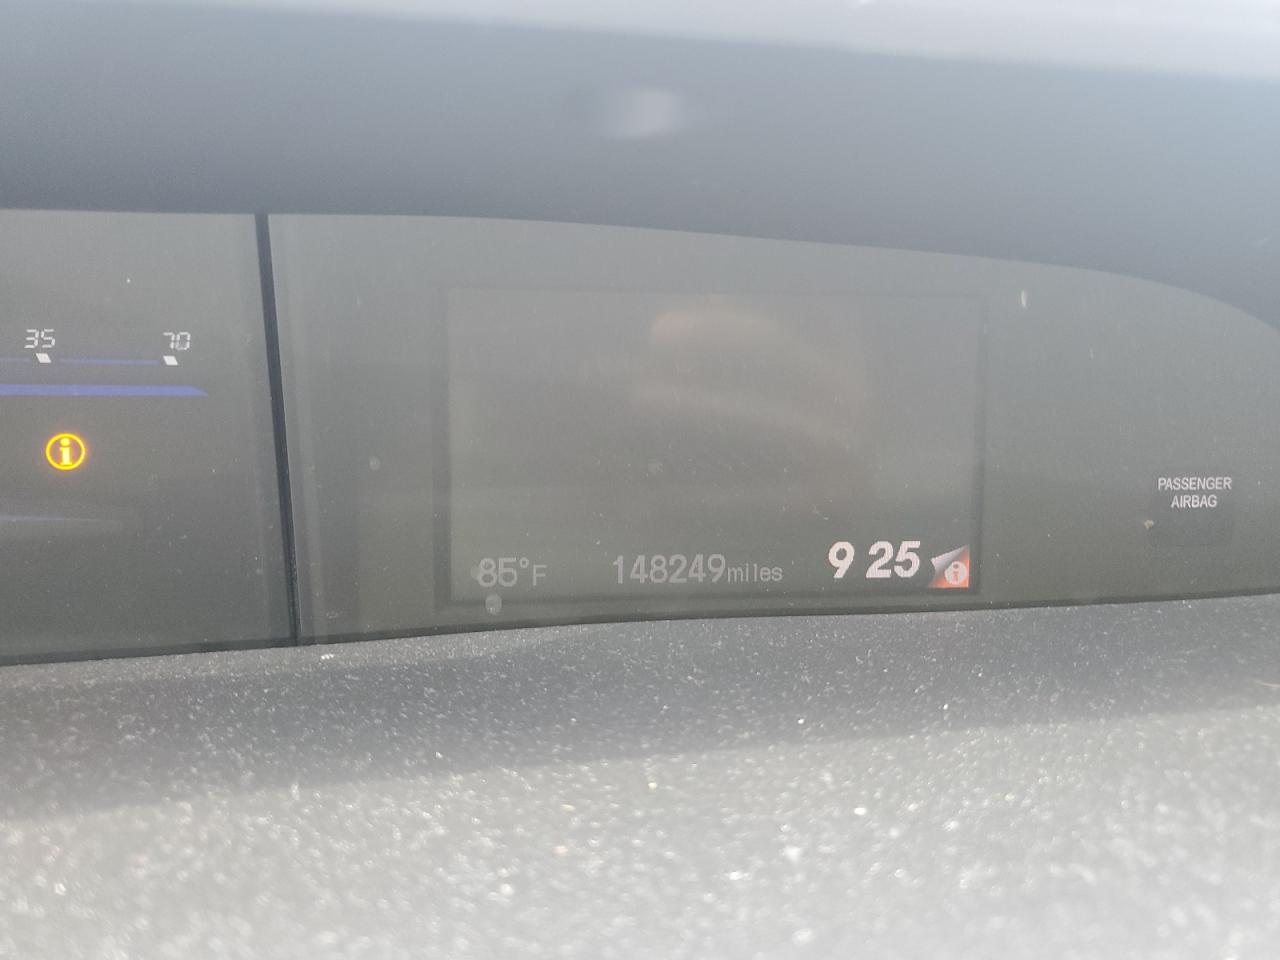 35 70
i
PASSENGER
AIRBAG
85°F 148249miles 9 25 i